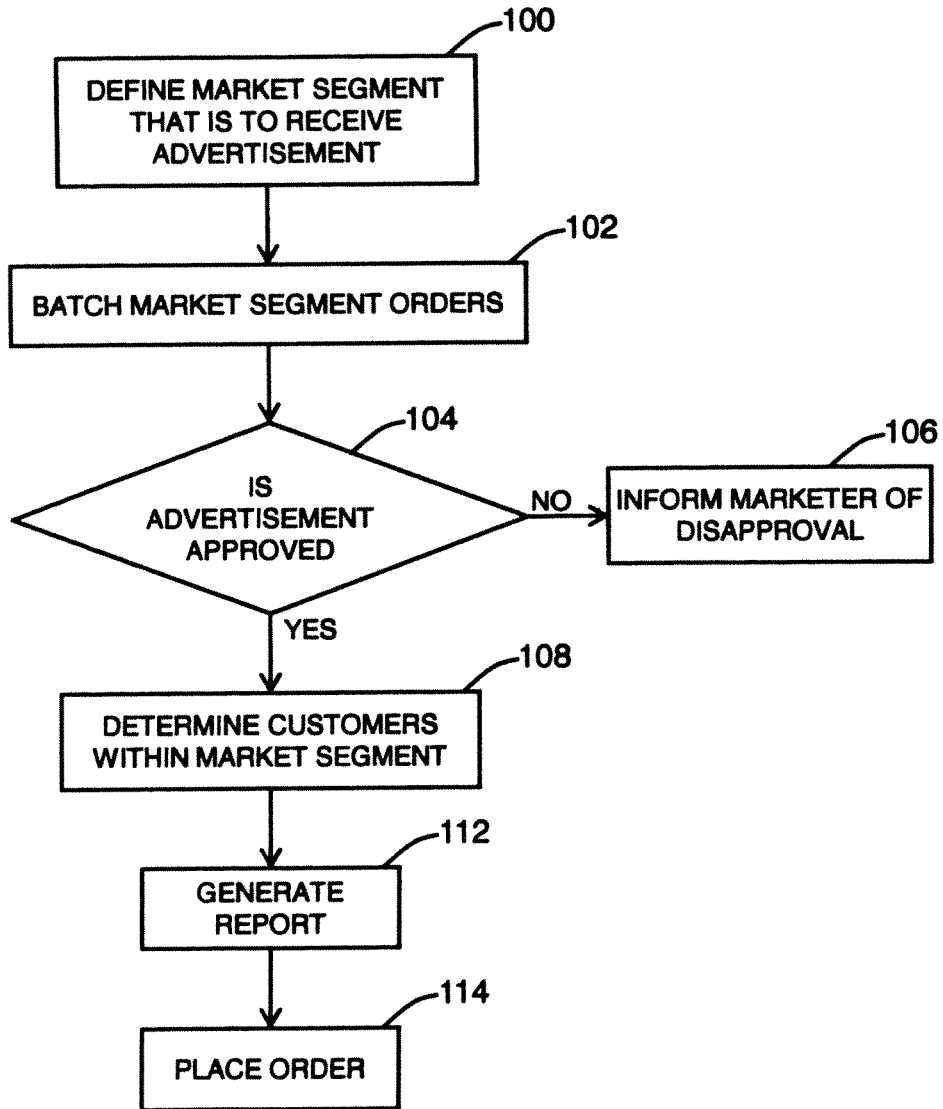 100
DEFINE MARKET SEGMENT
THAT IS TO RECEIVE
ADVERTISEMENT
102
BATCH MARKET SEGMENT ORDERS
104
IS
ADVERTISEMENT
APPROVED
NO
106
INFORM MARKETER OF
DISAPPROVAL
YES
108
DETERMINE CUSTOMERS
WITHIN MARKET SEGMENT
112
GENERATE
REPORT
114
PLACE ORDER